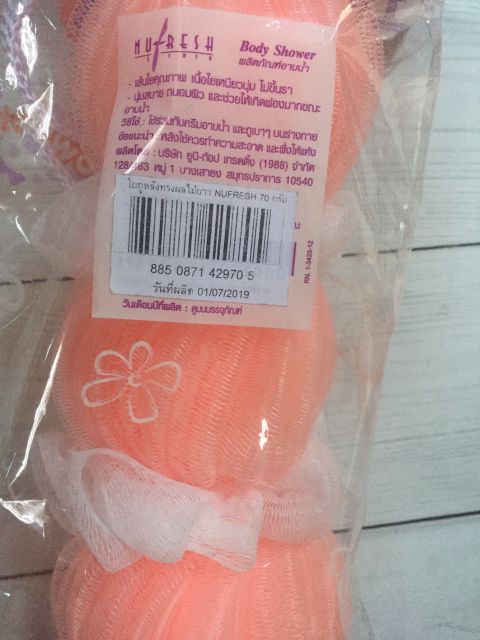 NUFRESH
Body Shower
ผลิตภัณฑ์อาบน้ำ
- เส้นใยคุณภาพ เนื้อใยเหนียวนุ่ม ไม่ขึ้นรา
- นุ่มสบาย ถนอมผิว และช่วยให้เกิดฟองมากขณะ
อาบน้ำ
วิธีใช้ : ใช้ร่วมกับครีมอาบน้ำ และถูเบาๆ บนร่างกาย
ข้อแนะนำ : หลังใช้ควรทำความสะอาด และผึ่งให้แห้ง
ผลิตโดย : บริษัท ยูนิ-ท้อป เทรดดิ้ง (1988) จำกัด
หมู่ 1 บางเสาธง สมุทรปราการ 10540
ใยถูหลังทรงผลไม้ยาว NUFRESH 70 กรัม
885 0871 42970 5
วันที่ผลิต 01/07/2019
วันเดือนปีที่ผลิต : ดูบนบรรจุภัณฑ์
RN. 1-3423-12